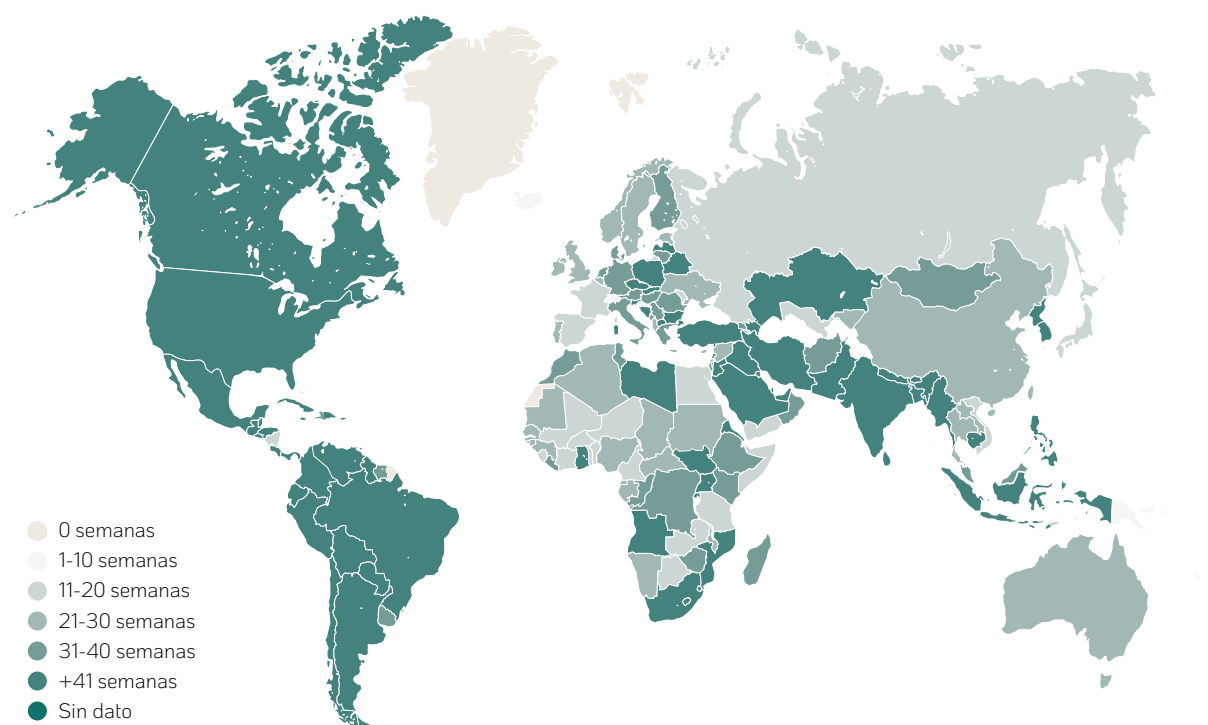 0 semanas
1-10 semanas
11-20 semanas
21-30 semanas
31-40 semanas
+41 semanas
Sin dato